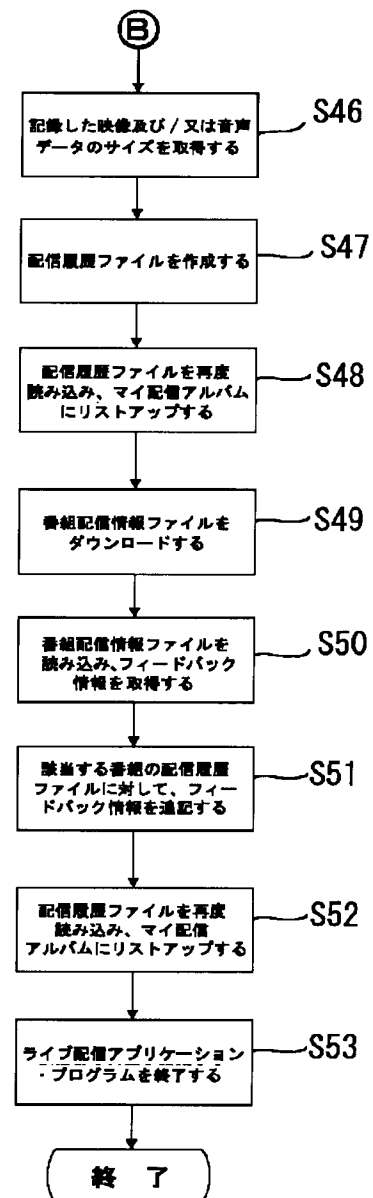 B
記録した映像及び/又は音声
データのサイズを取得する
S46
配信履歴ファイルを作成する
S47
配信履歴ファイルを再度
読み込み、マイ配信アルバム
にリストアップする
S48
番組配信情報ファイルを
ダウンロードする
S49
番組配信情報ファイルを
読み込み、フィードバック
情報を取得する
S50
該当する番組の配信履歴
ファイルに対して、フィー
ドバック情報を追記する
S51
配信履歴ファイルを再度
読み込み、マイ配信
アルバムにリストアップする
S52
ライブ配信アプリケーション
・プログラムを終了する
S53
終 了